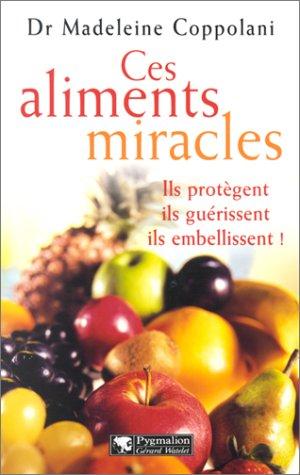 Dr Madeleine Coppolani
Ces
aliments
miracles
Ils protègent
ils guérissent
ils embellissent !
Pygmalion
Gérard Watelet